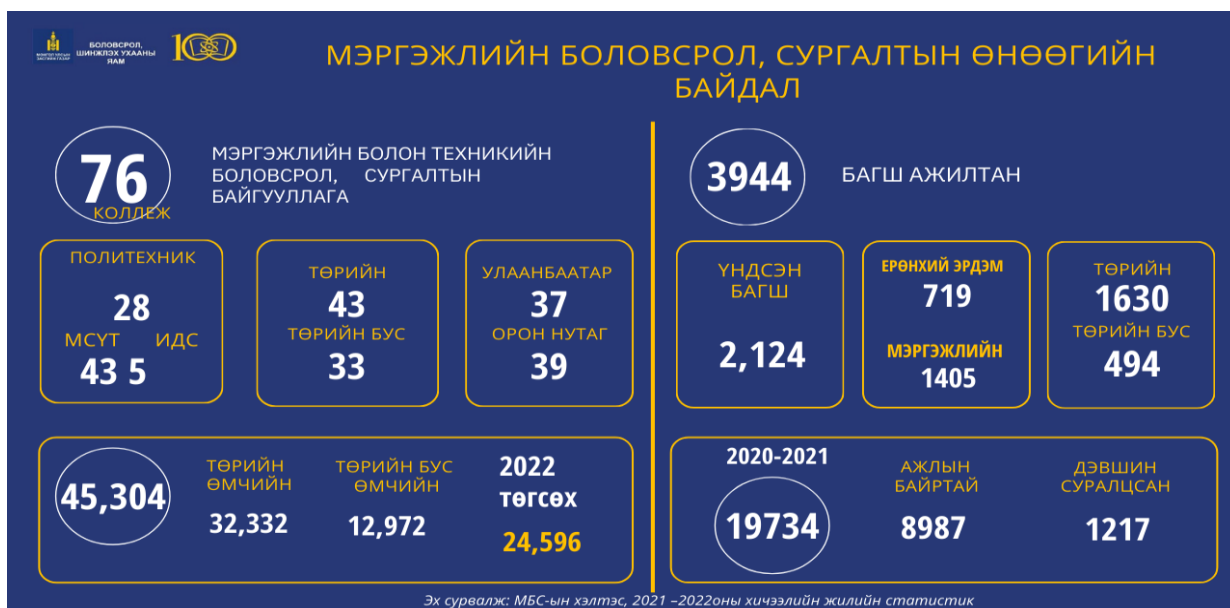 МОНГОЛ УЛСЫН
ЗАСГИЙН ГАЗАР
БОЛОВСРОЛ,
ШИНЖЛЭХ УХААНЫ
ЯАМ
100
МЭРГЭЖЛИЙН БОЛОВСРОЛ, СУРГАЛТЫН ӨНӨӨГИЙН
БАЙДАЛ
76
МЭРГЭЖЛИЙН БОЛОН ТЕХНИКИЙН
БОЛОВСРОЛ, СУРГАЛТЫН
БАЙГУУЛЛАГА
КОЛЛЕЖ
ПОЛИТЕХНИК
28
МСҮТ ИДС
43 5
ТӨРИЙН
43
ТӨРИЙН БУС
33
УЛААНБААТАР
37
ОРОН НУТАГ
39
45,304
ТӨРИЙН
ӨМЧИЙН
32,332
ТӨРИЙН БУС
ӨМЧИЙН
12,972
2022
төгсөх
24,596
3944
БАГШ АЖИЛТАН
ҮНДСЭН
БАГШ
2,124
ЕРӨНХИЙ ЭРДЭМ
719
МЭРГЭЖЛИЙН
1405
ТӨРИЙН
1630
ТӨРИЙН БУС
494
2020-2021
19734
АЖЛЫН
БАЙРТАЙ
8987
ДЭВШИН
СУРАЛЦСАН
1217
Эх сурвалж: МБС-ын хэлтэс, 2021 –2022оны хичээлийн жилийн статистик